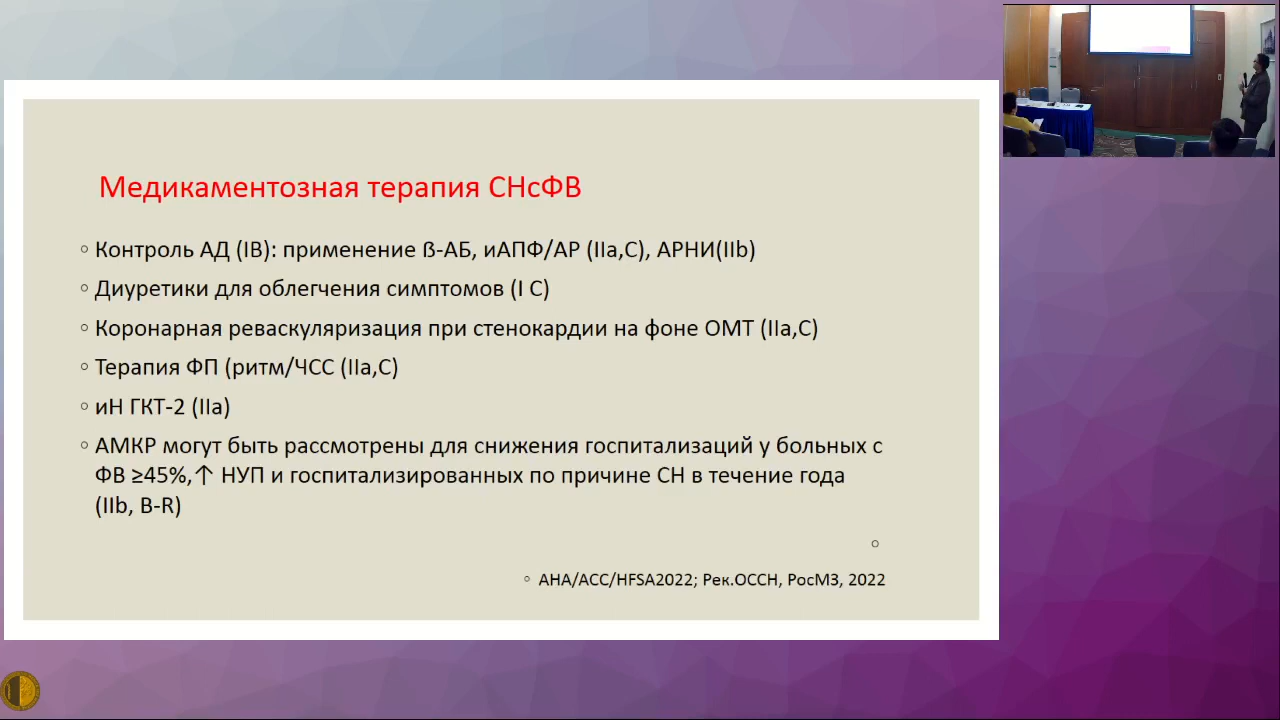 Медикаментозная терапия СНсФВ
◦ Контроль АД (IB): применение ß-АБ, иАПФ/АР (IIa,C), АРНИ(IIb)
◦ Диуретики для облегчения симптомов (I C)
◦ Коронарная реваскуляризация при стенокардии на фоне ОМТ (IIa,C)
◦ Терапия ФП (ритм/ЧСС (IIa,C)
◦ иН ГКТ-2 (IIa)
◦ АМКР могут быть рассмотрены для снижения госпитализаций у больных с
ФВ ≥45%,↑ НУП и госпитализированных по причине СН в течение года
(IIb, B-R)
◦
◦ AHA/ACC/HFSA2022; Рек.ОССН, РосМЗ, 2022